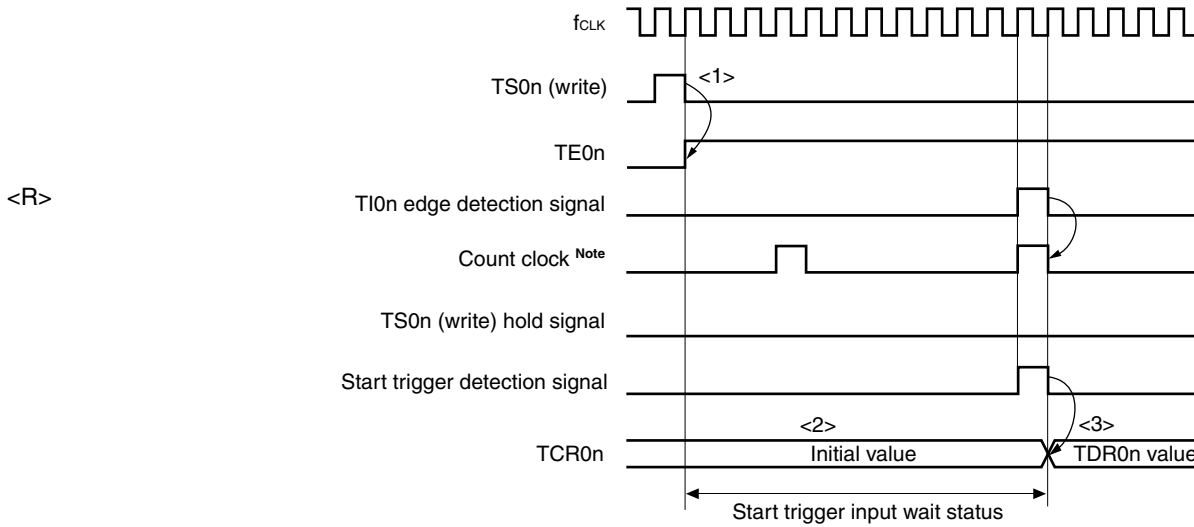 fCLK
TS0n (write)
<1>
TE0n
<R>
TI0n edge detection signal
Count clock Note
TS0n (write) hold signal
Start trigger detection signal
<2>
<3>
TCR0n
Initial value
TDR0n value
Start trigger input wait status